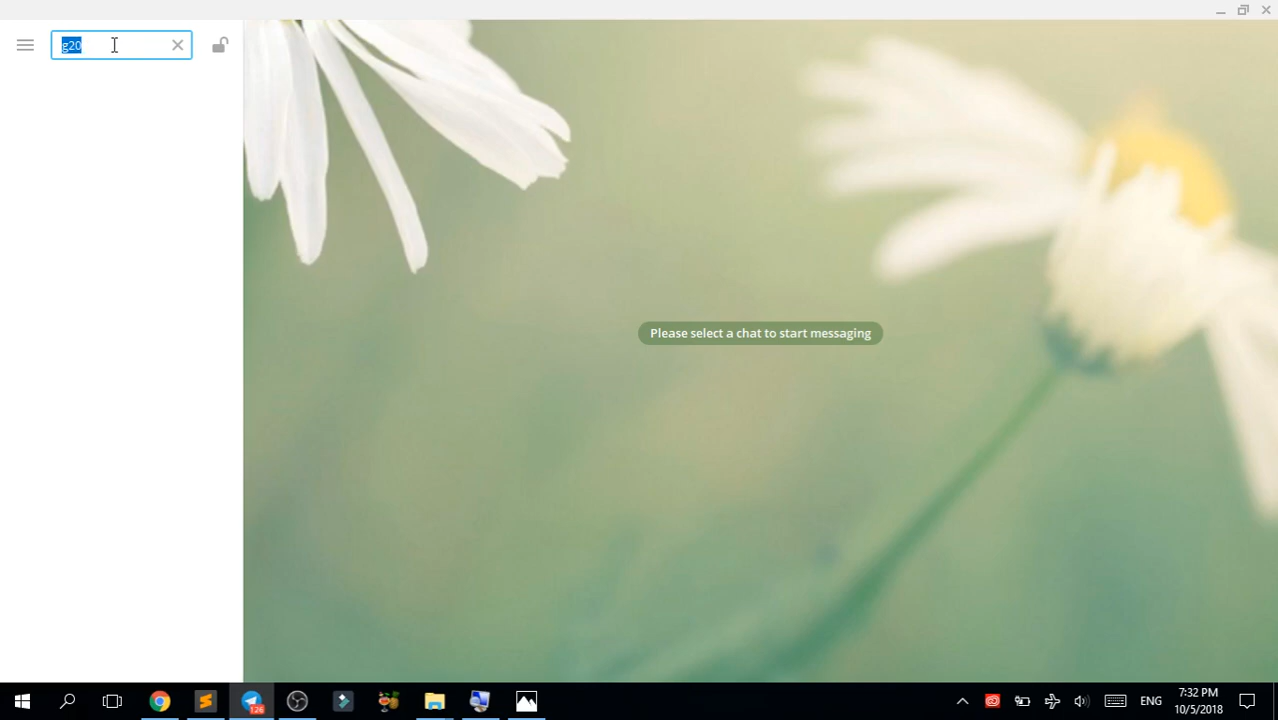 g20
Please select a chat to start messaging
126
ENG
7:32 PM
10/5/2018